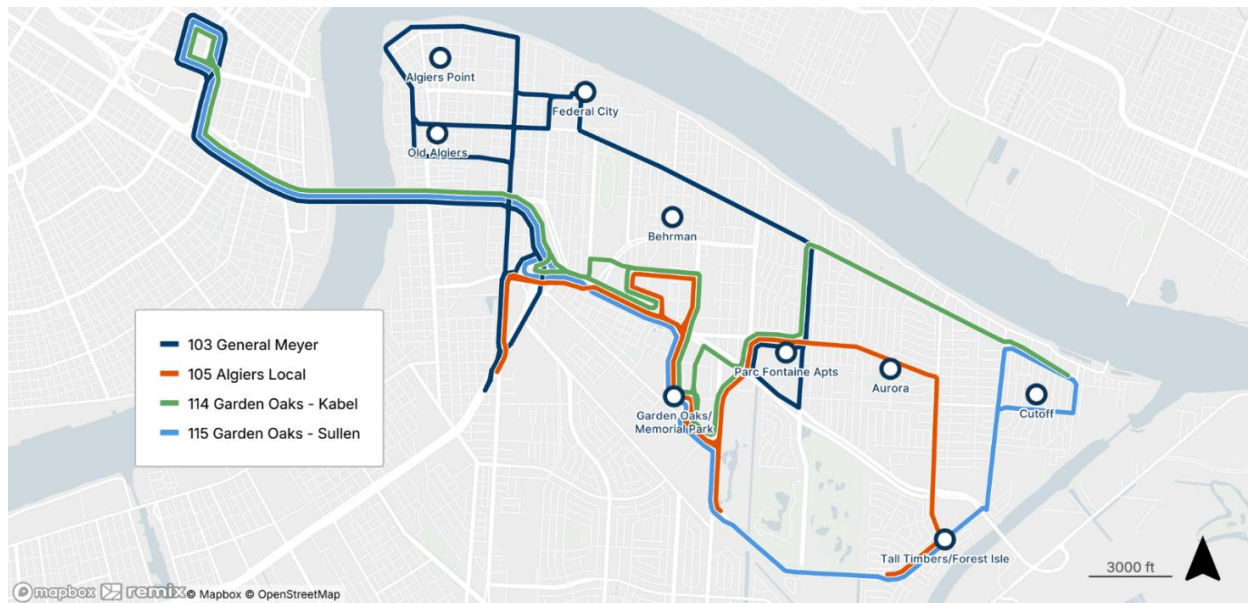 Algiers Point
Federal City
Old Algiers
Behrman
103 General Meyer
105 Algiers Local
114 Garden Oaks - Kabel
115 Garden Oaks - Sullen
Parc Fontaine Apts
Aurora
Garden Oaks/
Memorial Park
Cutoff
Tall Timbers/Forest Isle
3000 ft
mapbox remix © Mapbox © OpenStreetMap